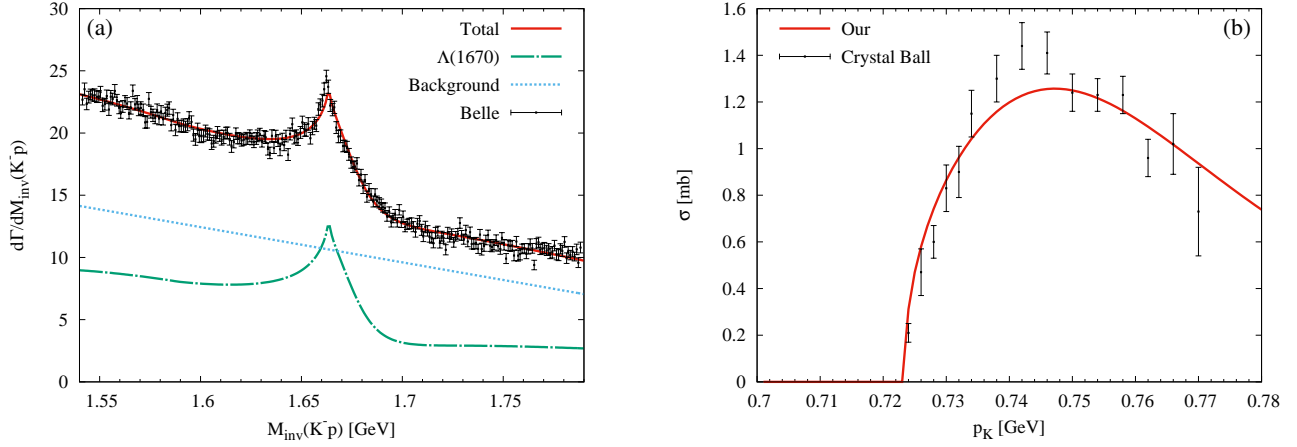 (a)
Total
Λ(1670)
Background
Belle
30
25
20
15
10
5
0
dΓ/dM_inv(K⁻p)
1.55
1.6
1.65
1.7
1.75
M_inv(K⁻p) [GeV]
(b)
Our
Crystal Ball
1.6
1.4
1.2
1
0.8
0.6
0.4
0.2
0
σ [mb]
0.7
0.71
0.72
0.73
0.74
0.75
0.76
0.77
0.78
p_K [GeV]